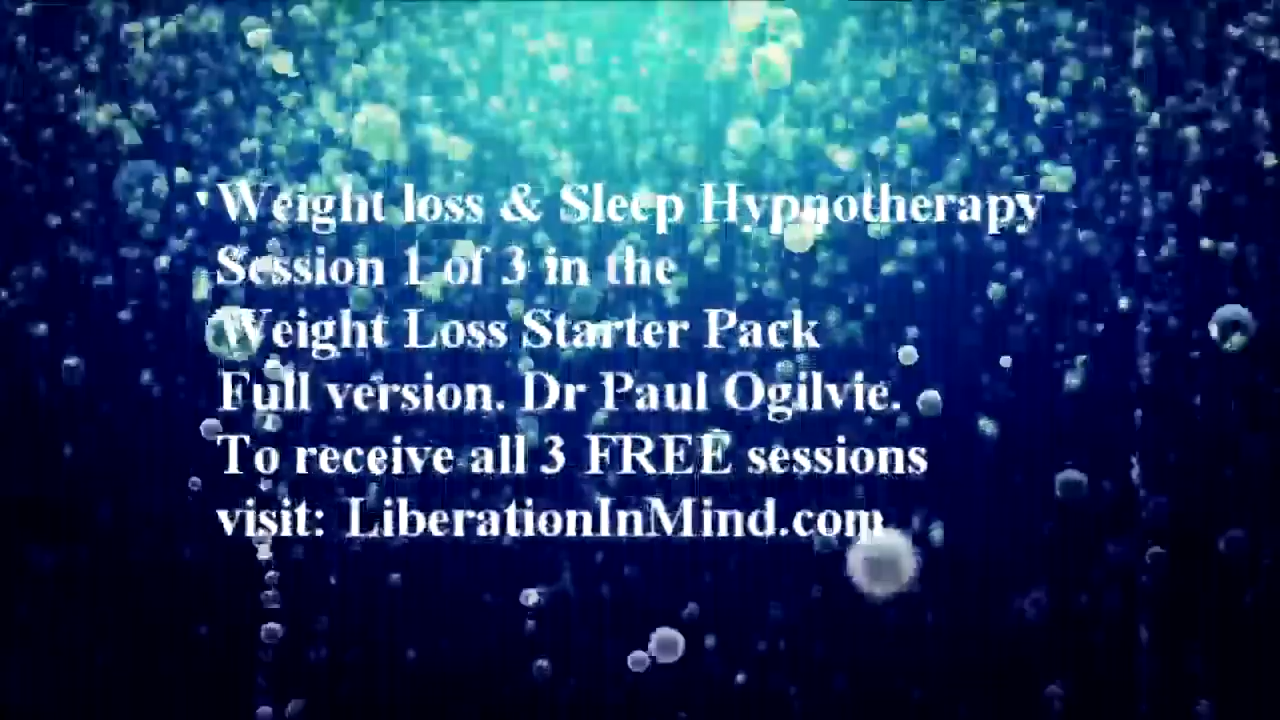 Weight loss & Sleep Hypnotherapy
Session 1 of 3 in the
Weight Loss Starter Pack
Full version. Dr Paul Ogilvie.
To receive all 3 FREE sessions
visit: LiberationInMind.com